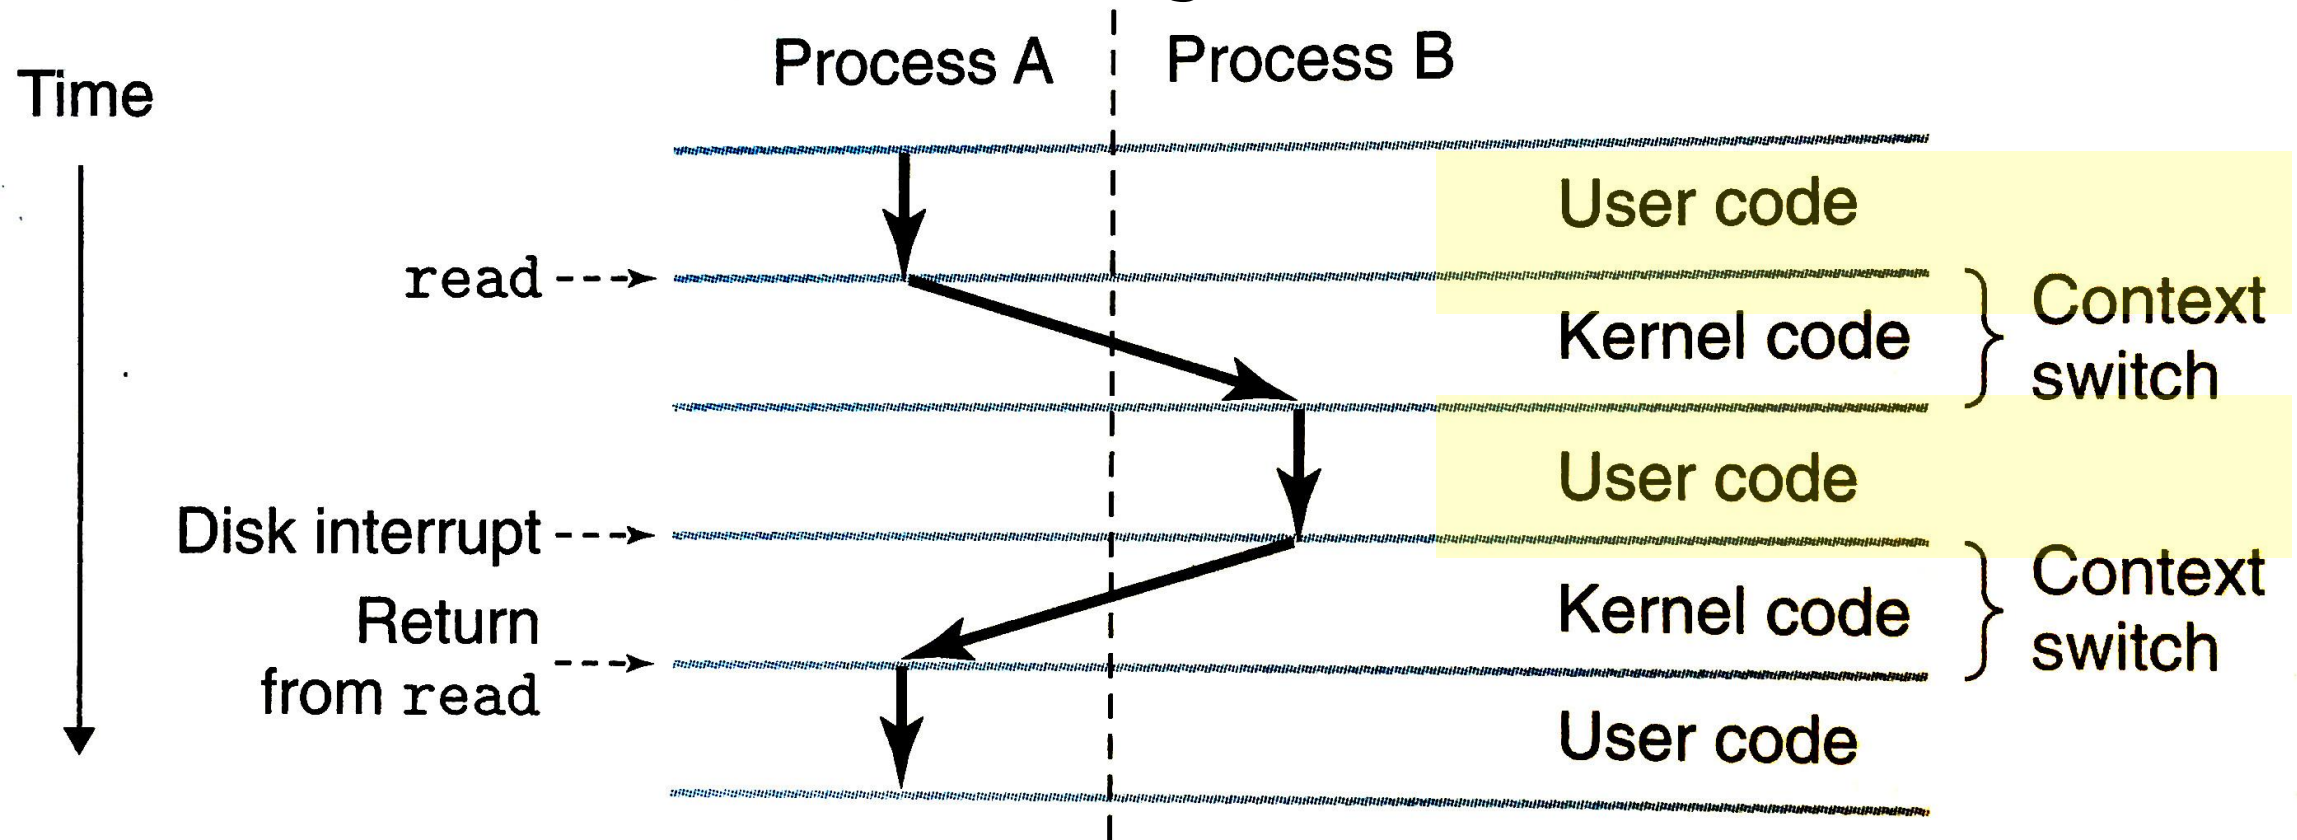 Process A
Process B
Time
User code
read
Context
Kernel code
switch
User code
Disk interrupt
Context
Return
Kernel code
switch
from read
User code